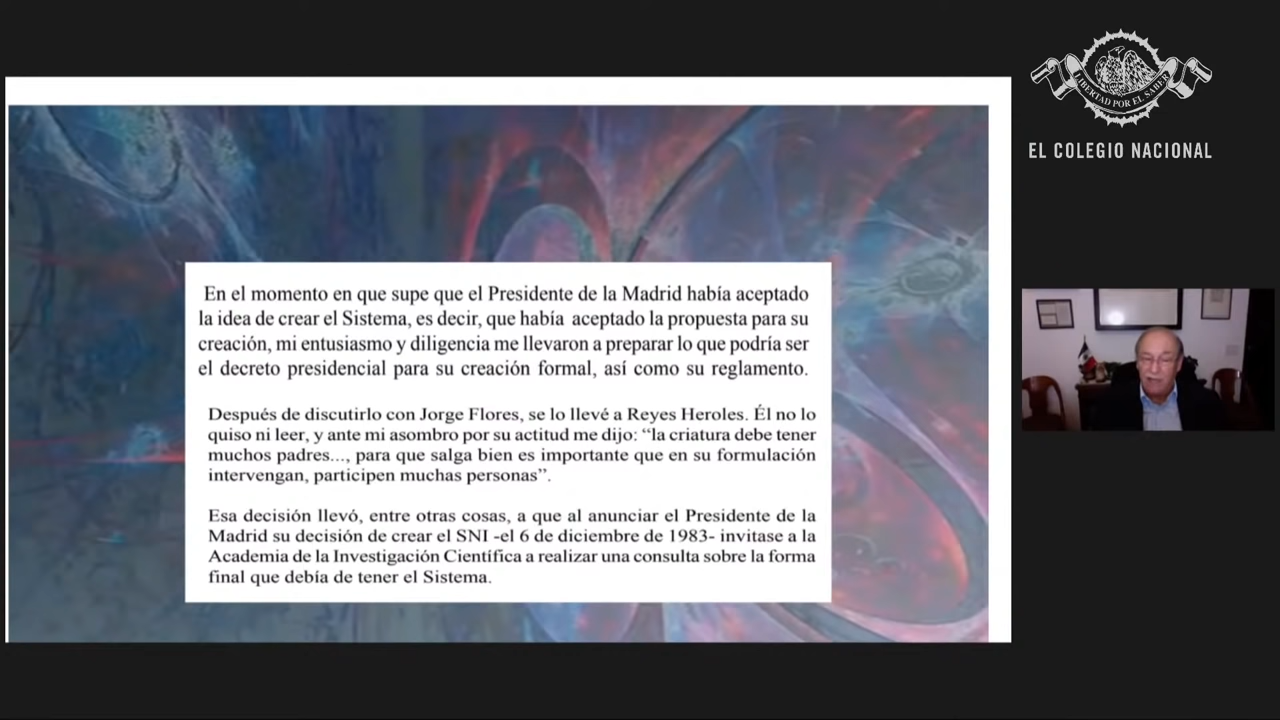 LIBERTAD POR EL SABER
EL COLEGIO NACIONAL
En el momento en que supe que el Presidente de la Madrid había aceptado
la idea de crear el Sistema, es decir, que había aceptado la propuesta para su
creación, mi entusiasmo y diligencia me llevaron a preparar lo que podría ser
el decreto presidencial para su creación formal, así como su reglamento.
Después de discutirlo con Jorge Flores, se lo llevé a Reyes Heroles. Él no lo
quiso ni leer, y ante mi asombro por su actitud me dijo: “la criatura debe tener
muchos padres..., para que salga bien es importante que en su formulación
intervengan, participen muchas personas”.
Esa decisión llevó, entre otras cosas, a que al anunciar el Presidente de la
Madrid su decisión de crear el SNI -el 6 de diciembre de 1983- invitase a la
Academia de la Investigación Científica a realizar una consulta sobre la forma
final que debía de tener el Sistema.